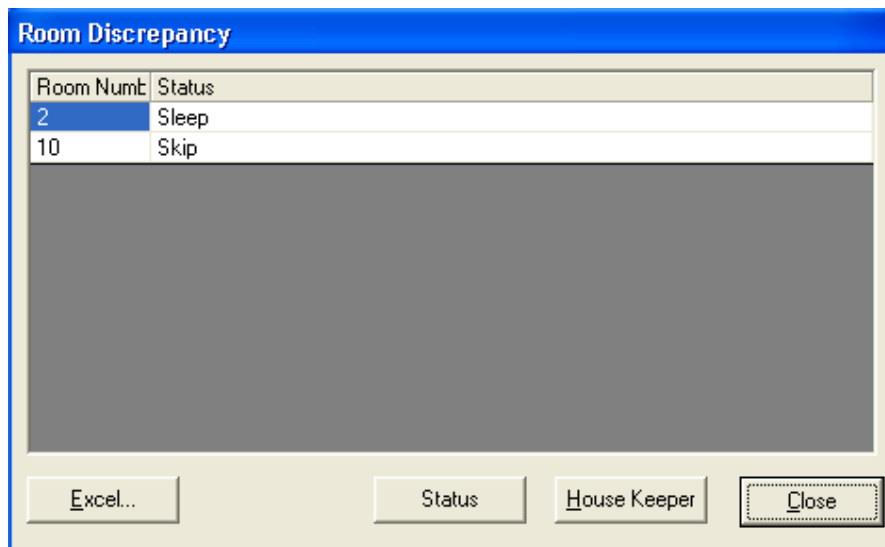 Room Discrepancy
Room Numb Status
2 Sleep
10 Skip
Excel... Status House Keeper Close